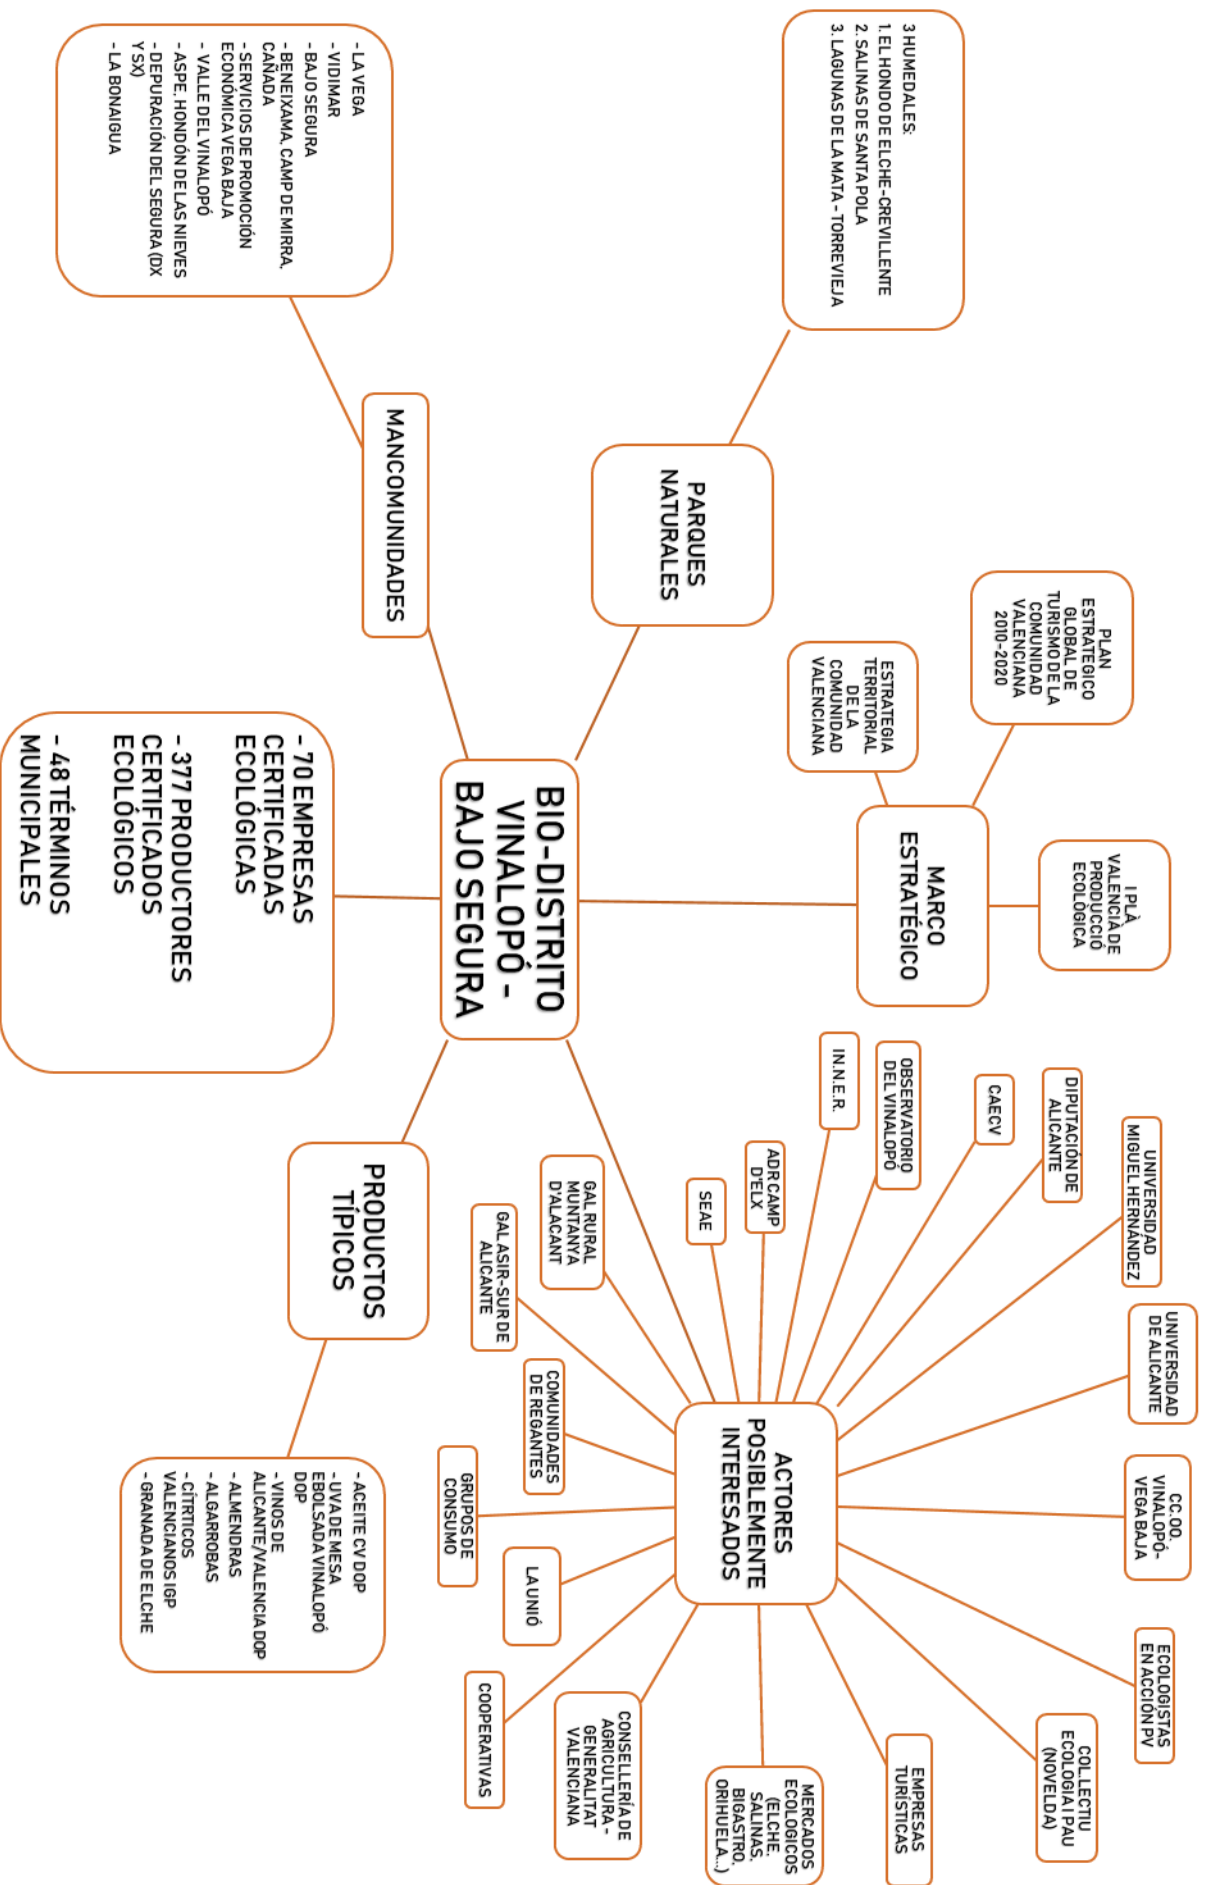 3 HUMEDALES:
1. EL HONDO DE ELCHE-CREVILLENTE
2. SALINAS DE SANTA POLA
3. LAGUNAS DE LA MATA - TORREVIEJA
PARQUES
NATURALES
- LA VEGA
- VIDIMAR
- BAJO SEGURA
- BENEIXAMA, CAMP DE MIRRA,
CAÑADA
- SERVICIOS DE PROMOCIÓN
ECONÓMICA VEGA BAJA
- VALLE DEL VINALOPÓ
- ASPE, HONDÓN DE LAS NIEVES
- DEPURACIÓN DEL SEGURA (DX
Y SX)
- LA BONAIGUA
MANCOMUNIDADES
PLAN
ESTRATEGICO
GLOBAL DE
TURISMO DE LA
COMUNIDAD
VALENCIANA
2010-2020
ESTRATEGIA
TERRITORIAL
DE LA
COMUNIDAD
VALENCIANA
I PLÀ
VALENCIÀ DE
PRODUCCIÓ
ECOLÒGICA
MARCO
ESTRATÉGICO
BIO-DISTRITO
VINALOPÓ -
BAJO SEGURA
- 70 EMPRESAS
CERTIFICADAS
ECOLÓGICAS
- 377 PRODUCTORES
CERTIFICADOS
ECOLÓGICOS
- 48 TÉRMINOS
MUNICIPALES
PRODUCTOS
TÍPICOS
- ACEITE CV DOP
- UVA DE MESA
EBOLSADA VINALOPÓ
DOP
- VINOS DE
ALICANTE/VALENCIA DOP
- ALMENDRAS
- ALGARROBAS
- CÍTRICOS
VALENCIANOS IGP
- GRANADA DE ELCHE
ACTORES
POSIBLEMENTE
INTERESADOS
UNIVERSIDAD
MIGUEL HERNÁNDEZ
DIPUTACIÓN DE
ALICANTE
CAECV
OBSERVATORIO
DEL VINALOPÓ
IN.N.E.R.
ADR CAMP
D'ELX
SEAE
GAL RURAL
MUNTANYA
D'ALACANT
GAL ASIR-SUR DE
ALICANTE
COMUNIDADES
DE REGANTES
GRUPOS DE
CONSUMO
LA UNIÓ
COOPERATIVAS
CONSELLERÍA DE
AGRICULTURA -
GENERALITAT
VALENCIANA
MERCADOS
ECOLOGICOS
(ELCHE,
SALINAS,
BIGASTRO,
ORIHUELA...)
EMPRESAS
TURÍSTICAS
COL.LECTIU
ECOLOGIA I PAU
(NOVELDA)
ECOLOGISTAS
EN ACCIÓN PV
CC.OO.
VINALOPÓ-
VEGA BAJA
UNIVERSIDAD
DE ALICANTE